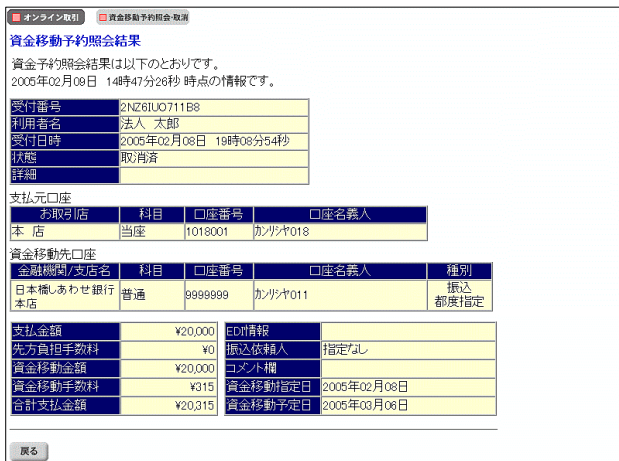 オンライン取引 資金移動予約照会・取消
資金移動予約照会結果
資金予約照会結果は以下のとおりです。
2005年02月09日 14時47分26秒 時点の情報です。
受付番号 2NZ6IUO711B8
利用者名 法人 太郎
受付日時 2005年02月08日 19時08分54秒
状態 取消済
詳細
支払元口座
お取引店 科目 口座番号 口座名義人
本 店 当座 1018001 カンリシヤ018
資金移動先口座
金融機関/支店名 科目 口座番号 口座名義人 種別
日本橋しあわせ銀行 普通 9999999 カンリシヤ011 振込
本店 都度指定
支払金額 ¥20,000 EDI情報
先方負担手数料 ¥0 振込依頼人 指定なし
資金移動金額 ¥20,000 コメント欄
資金移動手数料 ¥315 資金移動指定日 2005年02月08日
合計支払金額 ¥20,315 資金移動予定日 2005年03月06日
戻る